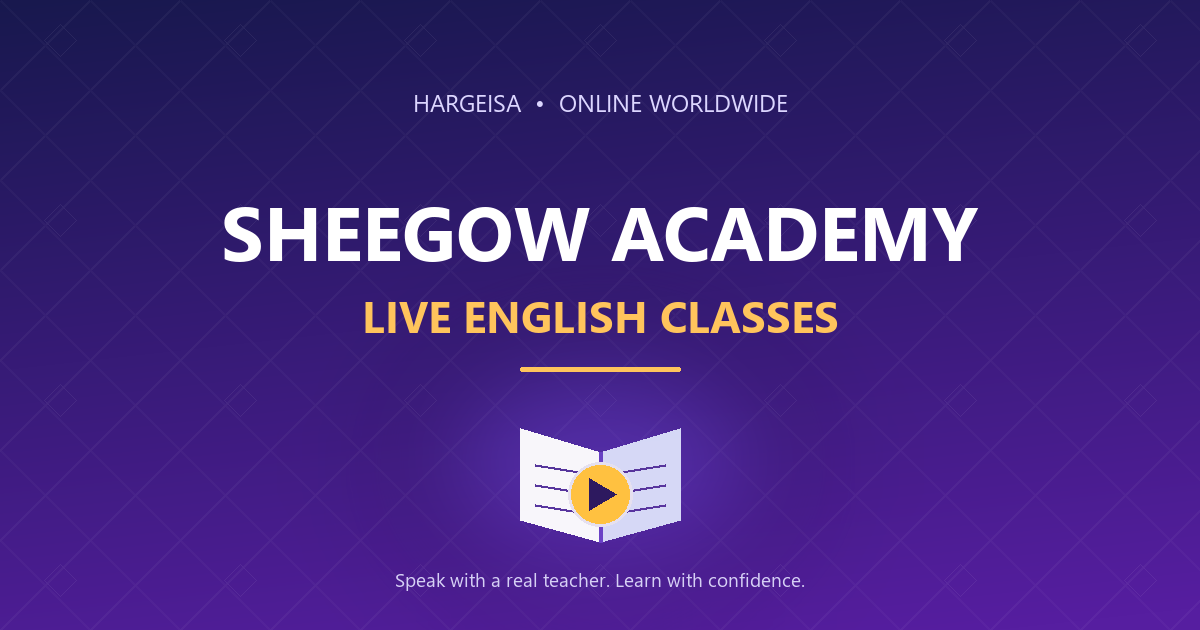 HARGEISA • ONLINE WORLDWIDE
SHEEGOW ACADEMY
LIVE ENGLISH CLASSES
Speak with a real teacher. Learn with confidence.